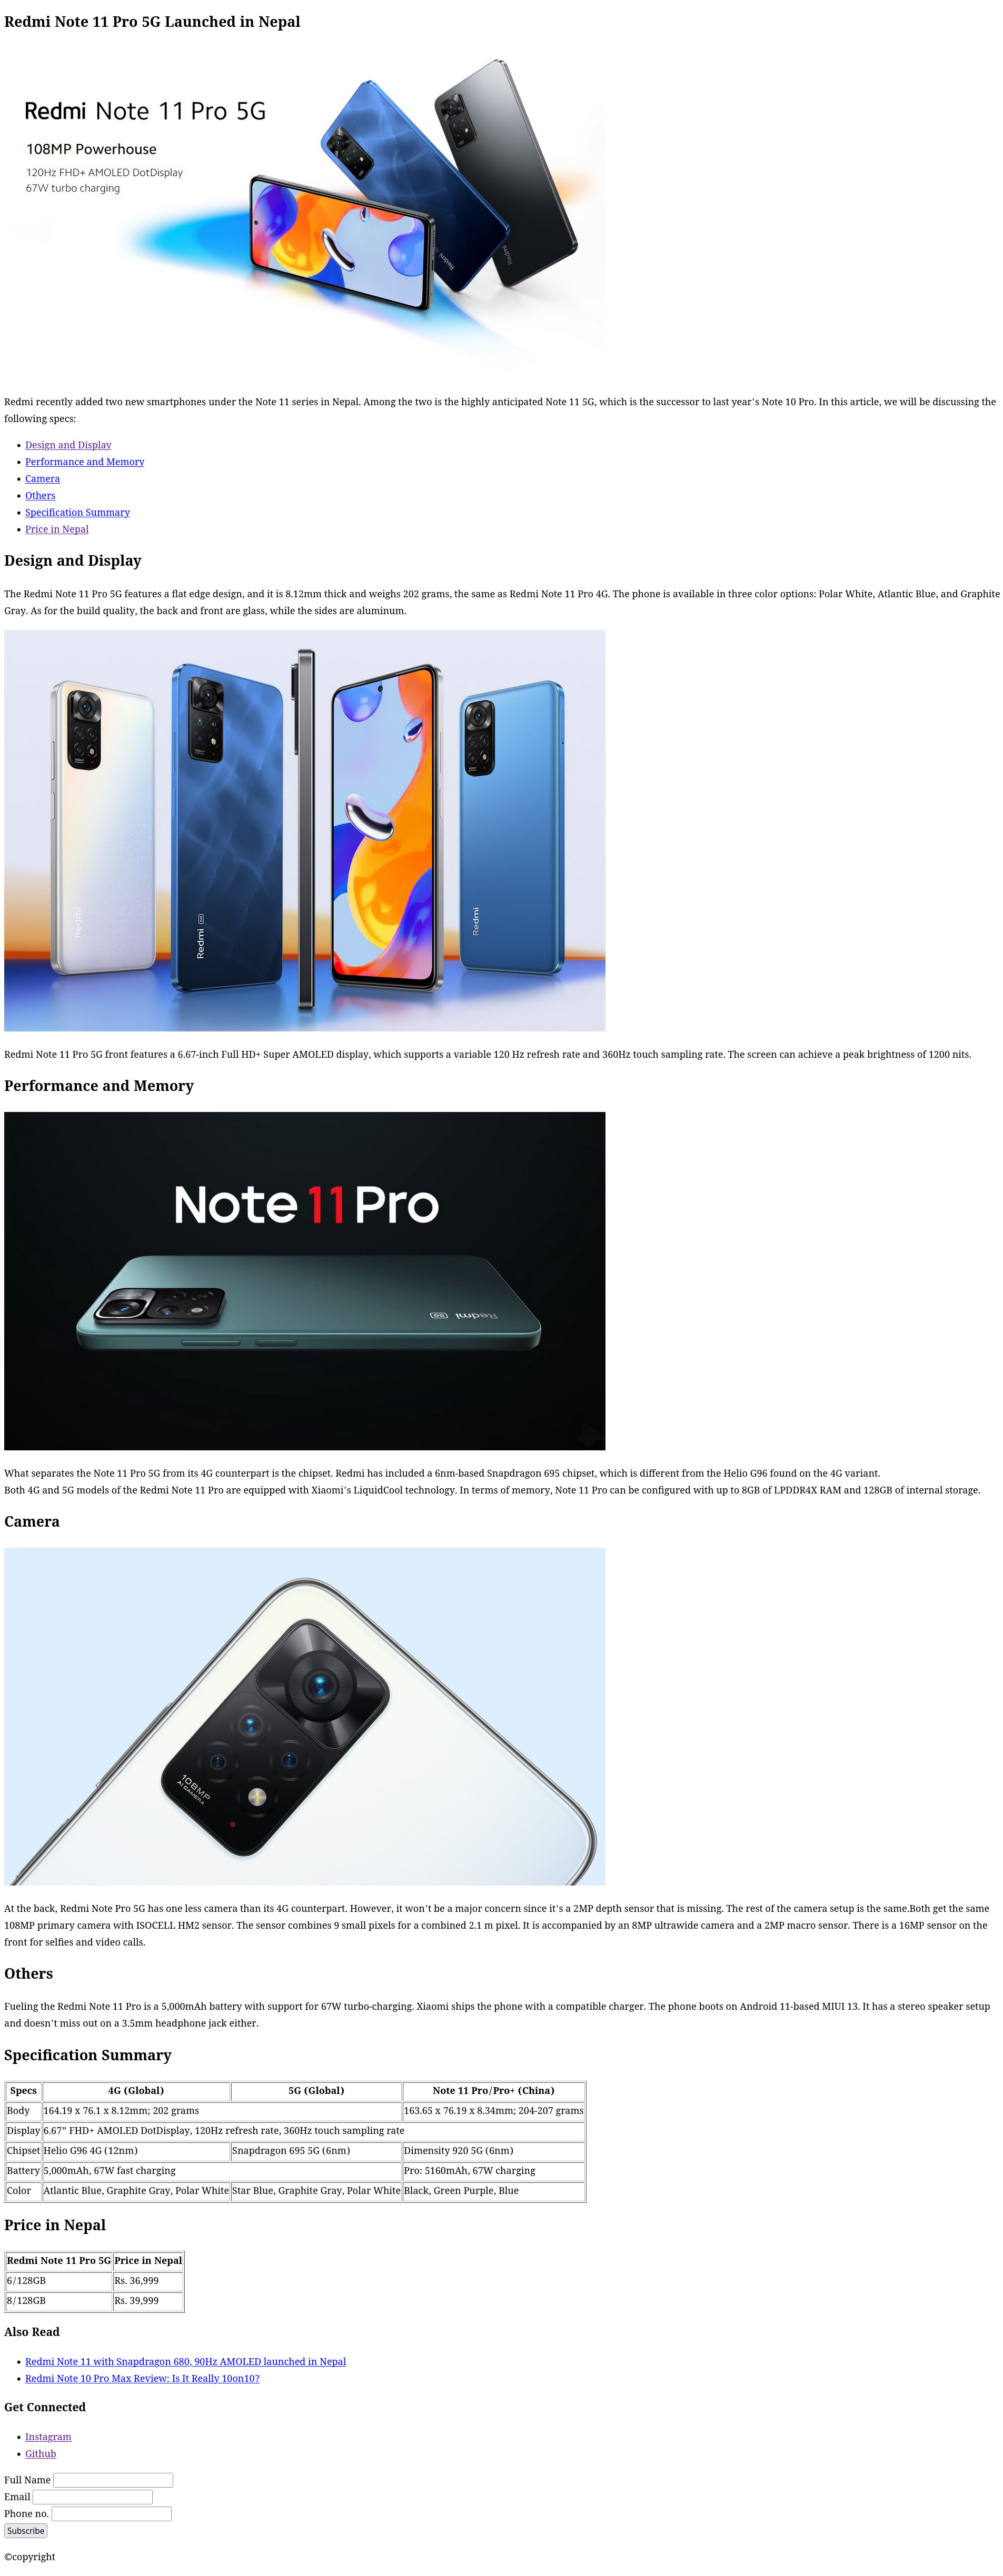 Redmi Note 11 Pro 5G Launched in Nepal
Redmi Note 11 Pro 5G
108MP Powerhouse
120Hz FHD+ AMOLED DotDisplay
67W turbo charging
Redmi
Redmi
Redmi recently added two new smartphones under the Note 11 series in Nepal. Among the two is the highly anticipated Note 11 5G, which is the successor to last year's Note 10 Pro. In this article, we will be discussing the
following specs:
• Design and Display
• Performance and Memory
• Camera
• Others
• Specification Summary
• Price in Nepal
Design and Display
The Redmi Note 11 Pro 5G features a flat edge design, and it is 8.12mm thick and weighs 202 grams, the same as Redmi Note 11 Pro 4G. The phone is available in three color options: Polar White, Atlantic Blue, and Graphite
Gray. As for the build quality, the back and front are glass, while the sides are aluminum.
Redmi
Redmi 5G
Redmi
Redmi Note 11 Pro 5G front features a 6.67-inch Full HD+ Super AMOLED display, which supports a variable 120 Hz refresh rate and 360Hz touch sampling rate. The screen can achieve a peak brightness of 1200 nits.
Performance and Memory
Note 11 Pro
Redmi 5G
What separates the Note 11 Pro 5G from its 4G counterpart is the chipset. Redmi has included a 6nm-based Snapdragon 695 chipset, which is different from the Helio G96 found on the 4G variant.
Both 4G and 5G models of the Redmi Note 11 Pro are equipped with Xiaomi's LiquidCool technology. In terms of memory, Note 11 Pro can be configured with up to 8GB of LPDDR4X RAM and 128GB of internal storage.
Camera
108MP
AI CAMERA
At the back, Redmi Note Pro 5G has one less camera than its 4G counterpart. However, it won't be a major concern since it's a 2MP depth sensor that is missing. The rest of the camera setup is the same.Both get the same
108MP primary camera with ISOCELL HM2 sensor. The sensor combines 9 small pixels for a combined 2.1 m pixel. It is accompanied by an 8MP ultrawide camera and a 2MP macro sensor. There is a 16MP sensor on the
front for selfies and video calls.
Others
Fueling the Redmi Note 11 Pro is a 5,000mAh battery with support for 67W turbo-charging. Xiaomi ships the phone with a compatible charger. The phone boots on Android 11-based MIUI 13. It has a stereo speaker setup
and doesn't miss out on a 3.5mm headphone jack either.
Specification Summary
Specs 4G (Global) 5G (Global) Note 11 Pro/Pro+ (China)
Body 164.19 x 76.1 x 8.12mm; 202 grams 163.65 x 76.19 x 8.34mm; 204-207 grams
Display 6.67" FHD+ AMOLED DotDisplay, 120Hz refresh rate, 360Hz touch sampling rate
Chipset Helio G96 4G (12nm) Snapdragon 695 5G (6nm) Dimensity 920 5G (6nm)
Battery 5,000mAh, 67W fast charging Pro: 5160mAh, 67W charging
Color Atlantic Blue, Graphite Gray, Polar White Star Blue, Graphite Gray, Polar White Black, Green Purple, Blue
Price in Nepal
Redmi Note 11 Pro 5G Price in Nepal
6/128GB Rs. 36,999
8/128GB Rs. 39,999
Also Read
• Redmi Note 11 with Snapdragon 680, 90Hz AMOLED launched in Nepal
• Redmi Note 10 Pro Max Review: Is It Really 10on10?
Get Connected
• Instagram
• Github
Full Name
Email
Phone no.
Subscribe
©copyright